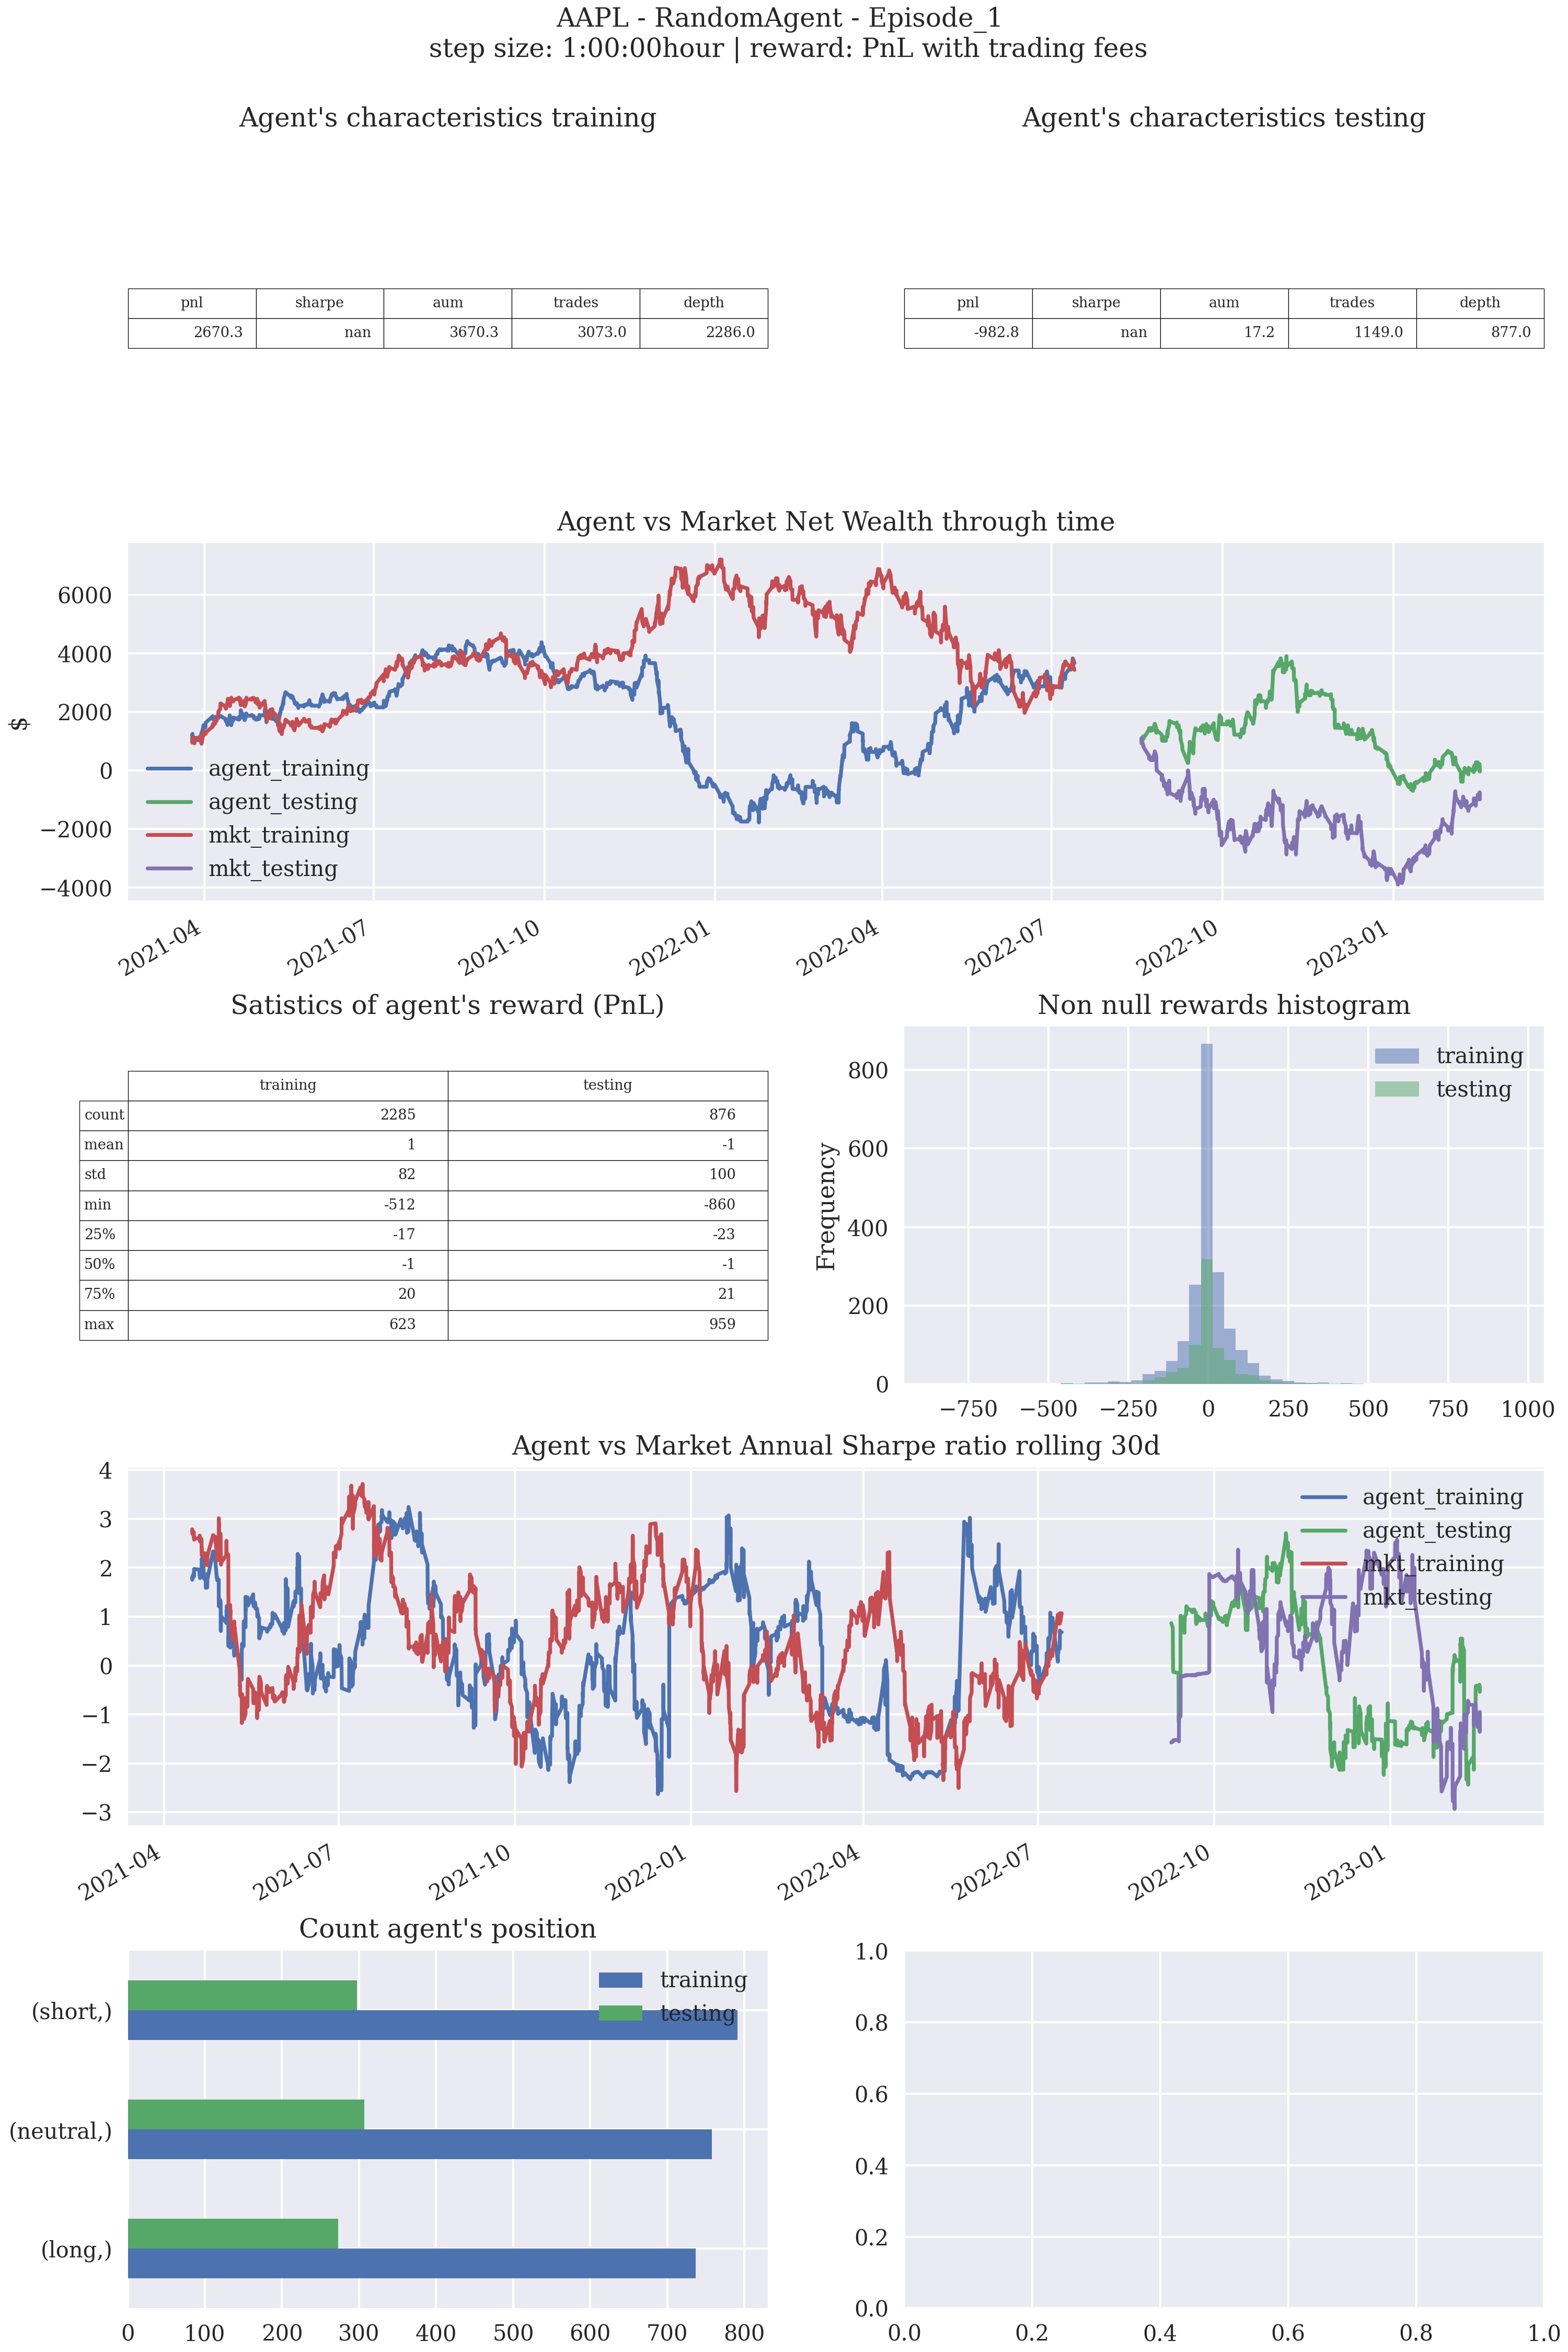 AAPL - RandomAgent - Episode_1
step size: 1:00:00hour | reward: PnL with trading fees
Agent's characteristics training
pnl sharpe aum trades depth
2670.3 nan 3670.3 3073.0 2286.0
Agent's characteristics testing
pnl sharpe aum trades depth
-982.8 nan 17.2 1149.0 877.0
Agent vs Market Net Wealth through time
$
6000
4000
2000
0
−2000
−4000
agent_training
agent_testing
mkt_training
mkt_testing
2021-04 2021-07 2021-10 2022-01 2022-04 2022-07 2022-10 2023-01
Satistics of agent's reward (PnL)
training testing
count 2285 876
mean 1 -1
std 82 100
min -512 -860
25% -17 -23
50% -1 -1
75% 20 21
max 623 959
Non null rewards histogram
Frequency
800
600
400
200
0
training
testing
−750 −500 −250 0 250 500 750 1000
Agent vs Market Annual Sharpe ratio rolling 30d
4
3
2
1
0
−1
−2
−3
agent_training
agent_testing
mkt_training
mkt_testing
2021-04 2021-07 2021-10 2022-01 2022-04 2022-07 2022-10 2023-01
Count agent's position
training
testing
(short,)
(neutral,)
(long,)
0 100 200 300 400 500 600 700 800
1.0
0.8
0.6
0.4
0.2
0.0
0.0 0.2 0.4 0.6 0.8 1.0